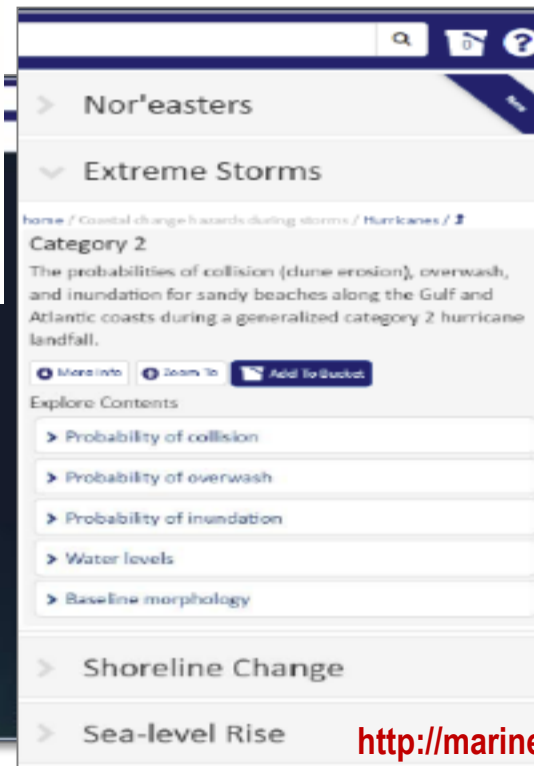 0
Nor'easters
New
Extreme Storms
home / Coastal change hazards during storms / Hurricanes /
Category 2
The probabilities of collision (dune erosion), overwash,
and inundation for sandy beaches along the Gulf and
Atlantic coasts during a generalized category 2 hurricane
landfall.
More Info Zoom To Add To Bucket
Explore Contents
Probability of collision
Probability of overwash
Probability of inundation
Water levels
Baseline morphology
Shoreline Change
Sea-level Rise
http://marine